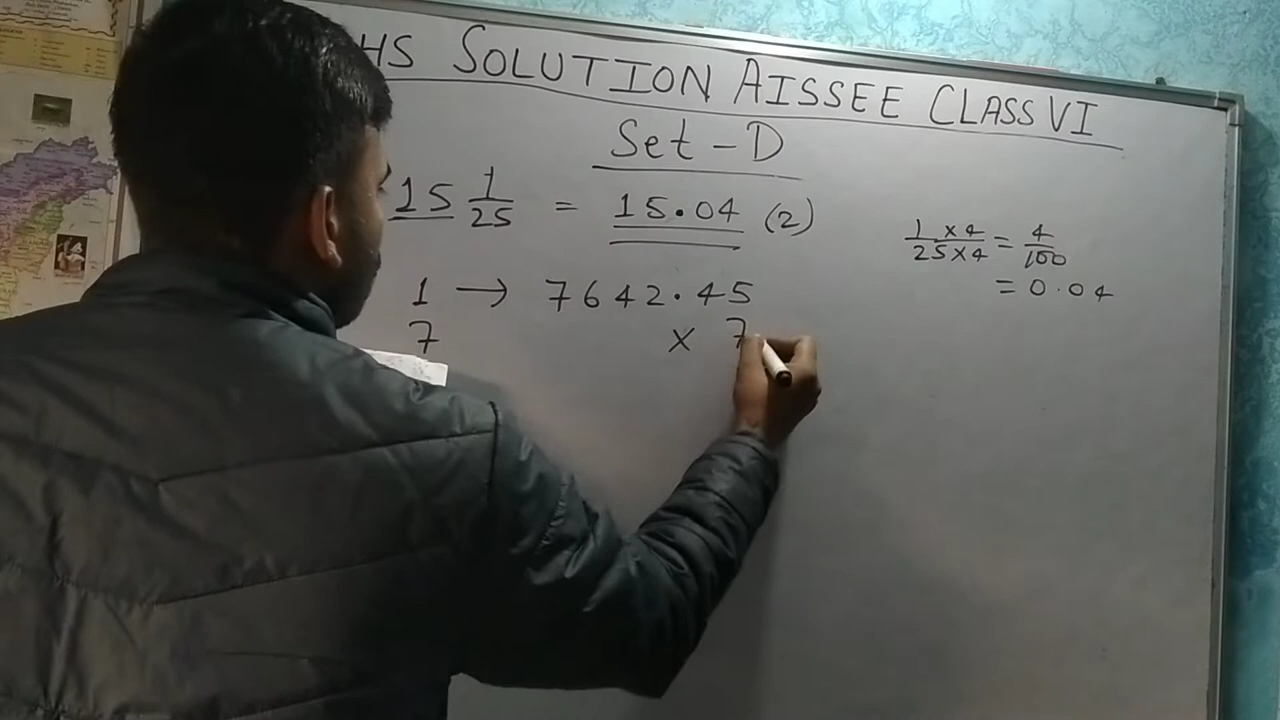 HS SOLUTION AISSEE CLASS VI
Set - D
15 1/25 = 15.04 (2)
1 × 4 / 25 × 4 = 4/100
= 0.04
1 → 7642.45
7 × 7